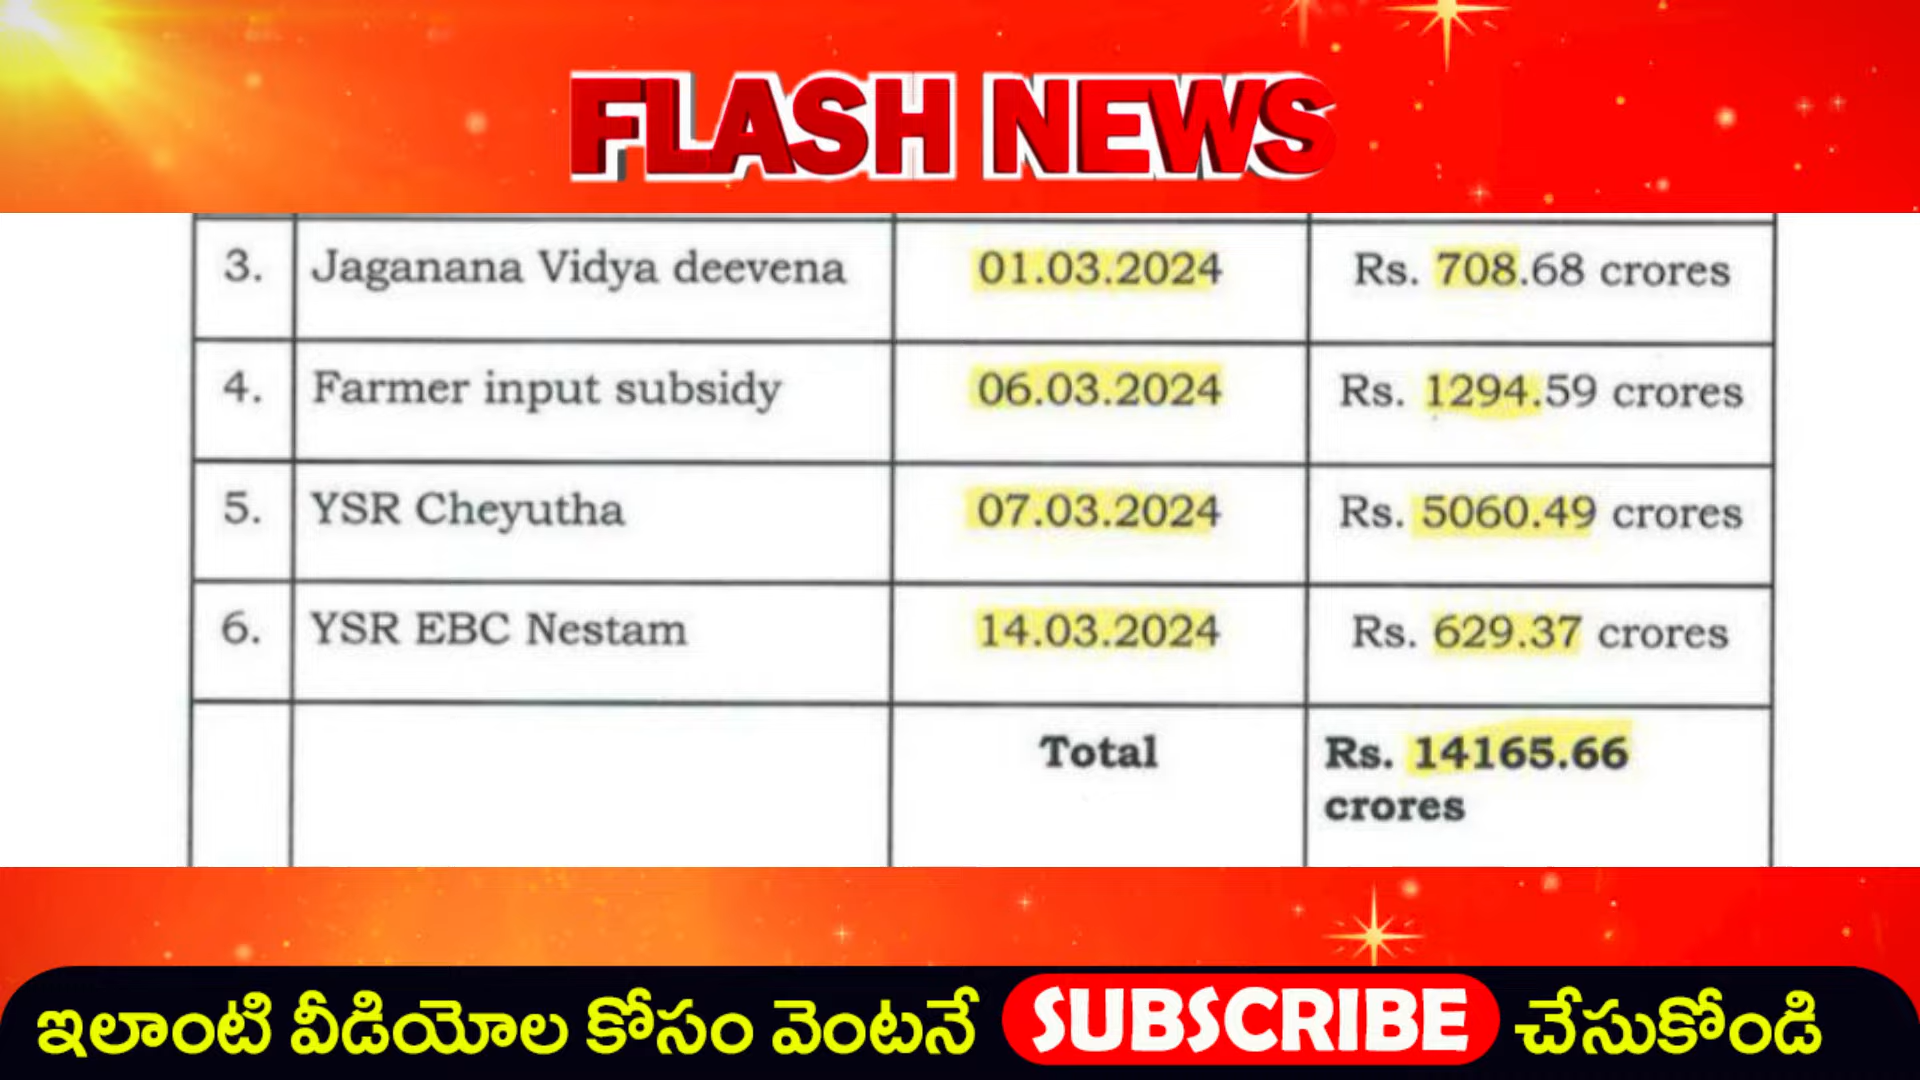 FLASH NEWS
3. Jaganana Vidya deevena 01.03.2024 Rs. 708.68 crores
4. Farmer input subsidy 06.03.2024 Rs. 1294.59 crores
5. YSR Cheyutha 07.03.2024 Rs. 5060.49 crores
6. YSR EBC Nestam 14.03.2024 Rs. 629.37 crores
Total Rs. 14165.66
crores
ఇలాంటి వీడియోల కోసం వెంటనే SUBSCRIBE చేసుకోండి